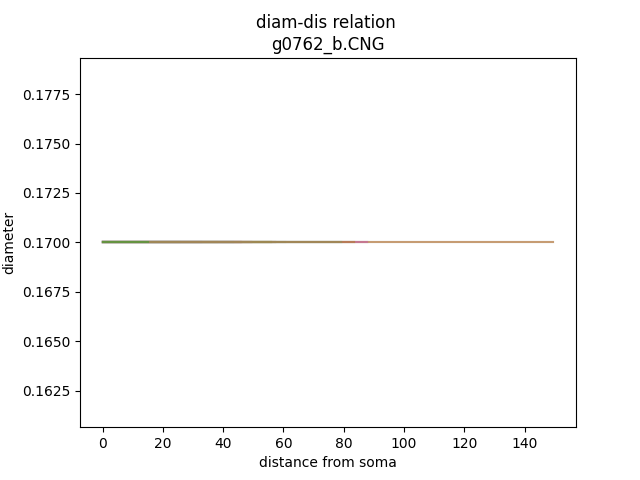 diam-dis relation
g0762_b.CNG
0.1775
0.1750
0.1725
0.1700
0.1675
0.1650
0.1625
diameter
0 20 40 60 80 100 120 140
distance from soma